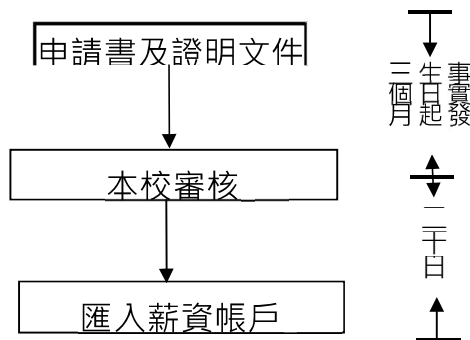 申請書及證明文件
事實發
生日起
三個月
本校審核
二十日
匯入薪資帳戶